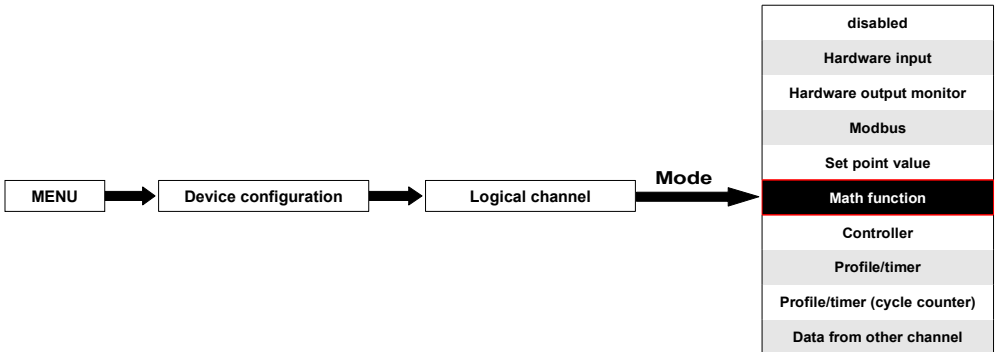 disabled
Hardware input
Hardware output monitor
Modbus
Set point value
MENU
Device configuration
Logical channel
Mode
Math function
Controller
Profile/timer
Profile/timer (cycle counter)
Data from other channel